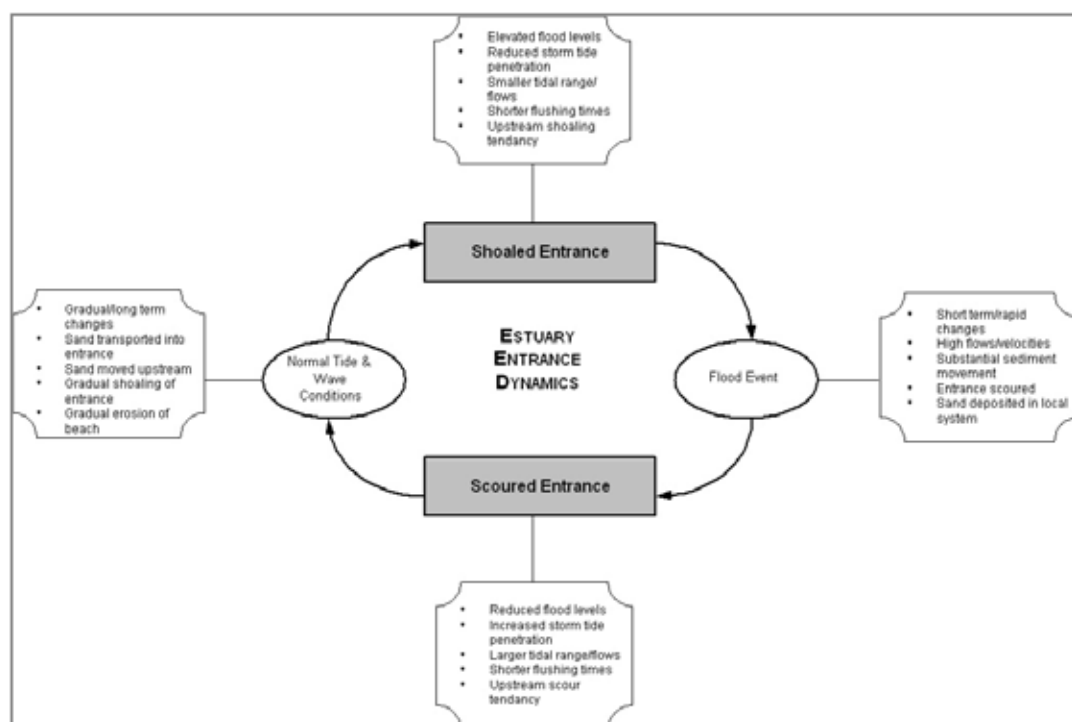 • Elevated flood levels
• Reduced storm tide
penetration
• Smaller tidal range/
flows
• Shorter flushing times
• Upstream shoaling
tendancy
Shoaled Entrance
• Gradual/long term
changes
• Sand transported into
entrance
• Sand moved upstream
• Gradual shoaling of
entrance
• Gradual erosion of
beach
Normal Tide &
Wave
Conditions
ESTUARY
ENTRANCE
DYNAMICS
Flood Event
• Short term/rapid
changes
• High flows/velocities
• Substantial sediment
movement
• Entrance scoured
• Sand deposited in local
system
Scoured Entrance
• Reduced flood levels
• Increased storm tide
penetration
• Larger tidal range/flows
• Shorter flushing times
• Upstream scour
tendancy